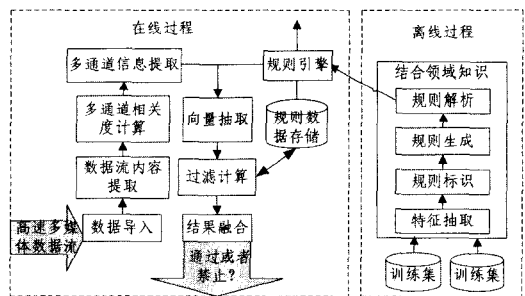 在线过程
离线过程
多通道信息提取
规则引擎
结合领域知识
规则解析
多通道相关
度计算
向量抽取
规则数
据存储
规则生成
数据流内容
提取
过滤计算
规则标识
高速多媒
体数据流
数据导入
结果融合
特征抽取
通过或者
禁止?
训练集
训练集